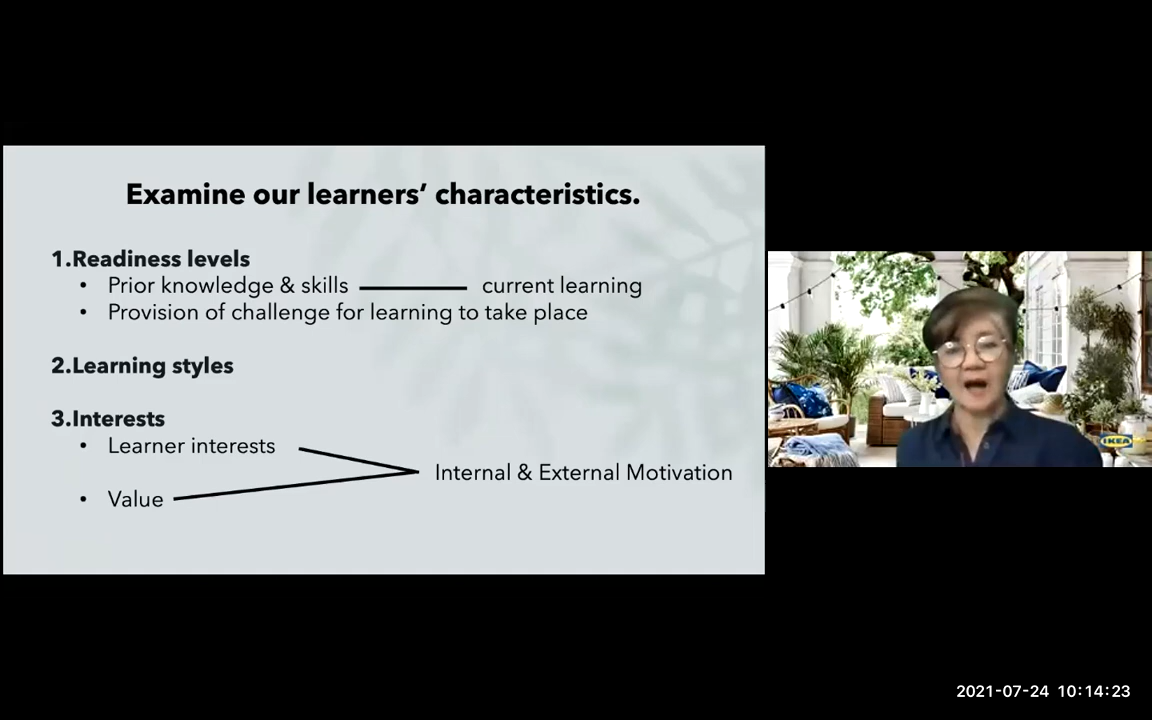 Examine our learners’ characteristics.
1.Readiness levels
• Prior knowledge & skills current learning
• Provision of challenge for learning to take place
2.Learning styles
3.Interests
• Learner interests
Internal & External Motivation
• Value
IKEA
2021-07-24 10:14:23